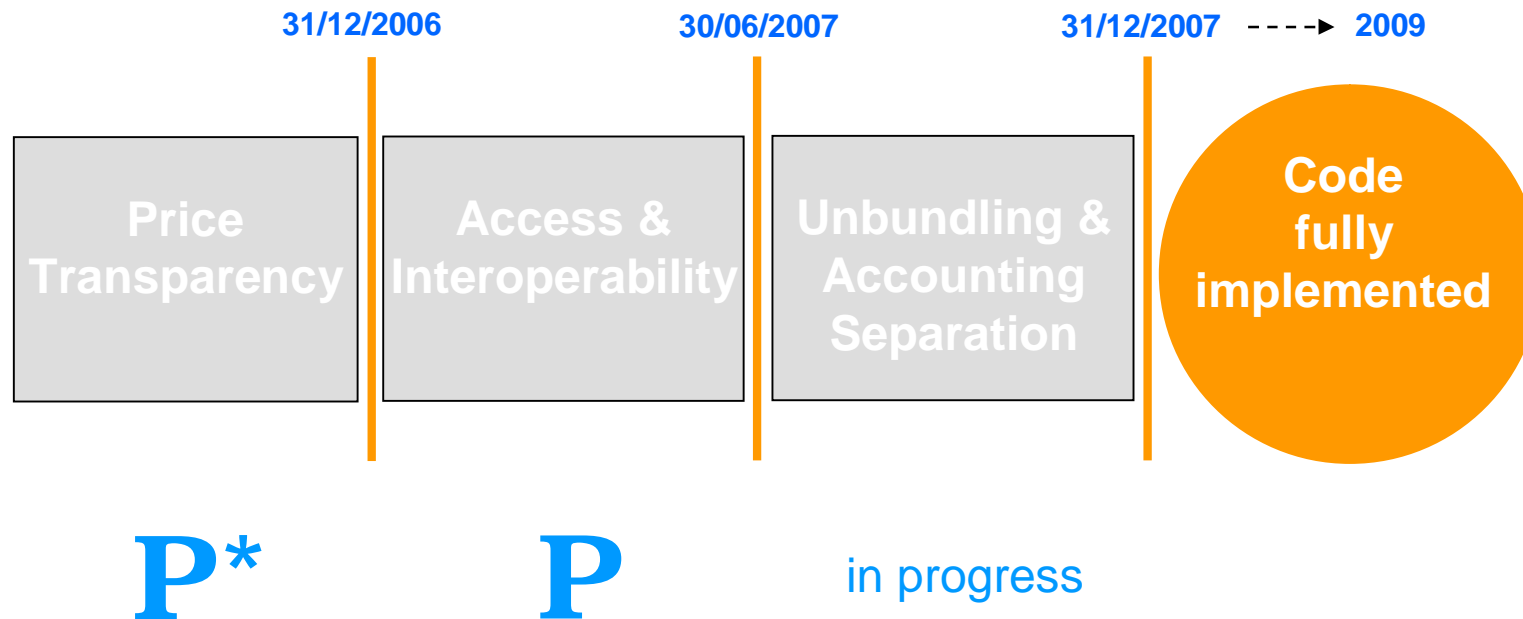 31/12/2006 30/06/2007 31/12/2007 2009
Price
Transparency
Access &
Interoperability
Unbundling &
Accounting
Separation
Code
fully
implemented
P* P in progress